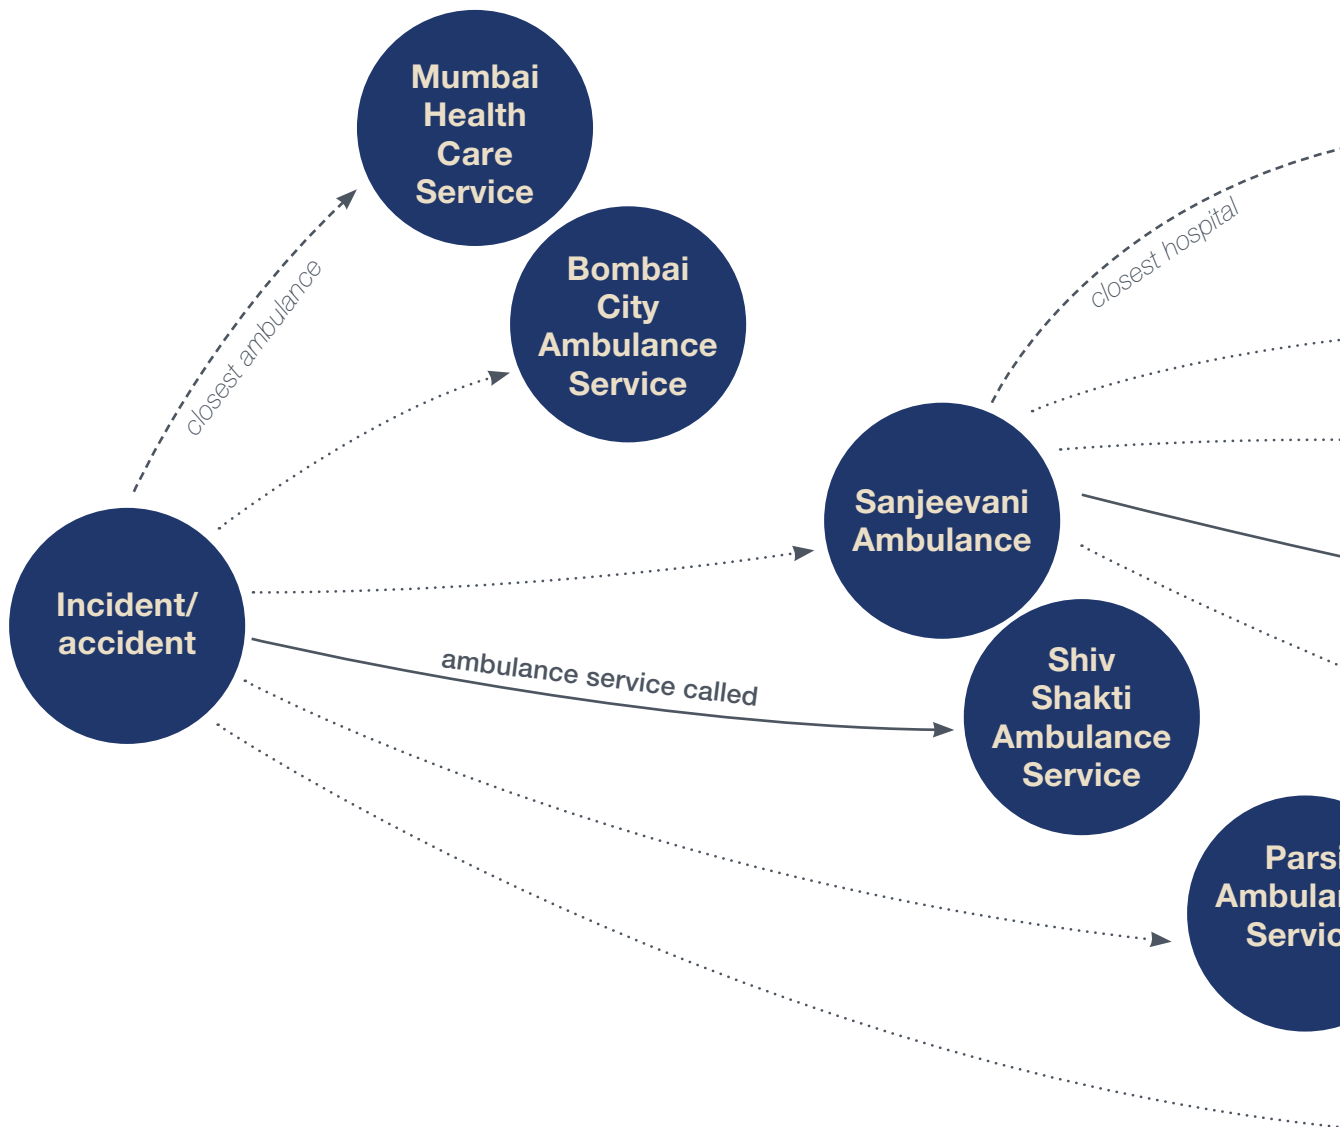 Mumbai
Health
Care
Service
closest ambulance
Bombai
City
Ambulance
Service
closest hospital
Sanjeevani
Ambulance
Incident/
accident
ambulance service called
Shiv
Shakti
Ambulance
Service
Parsi